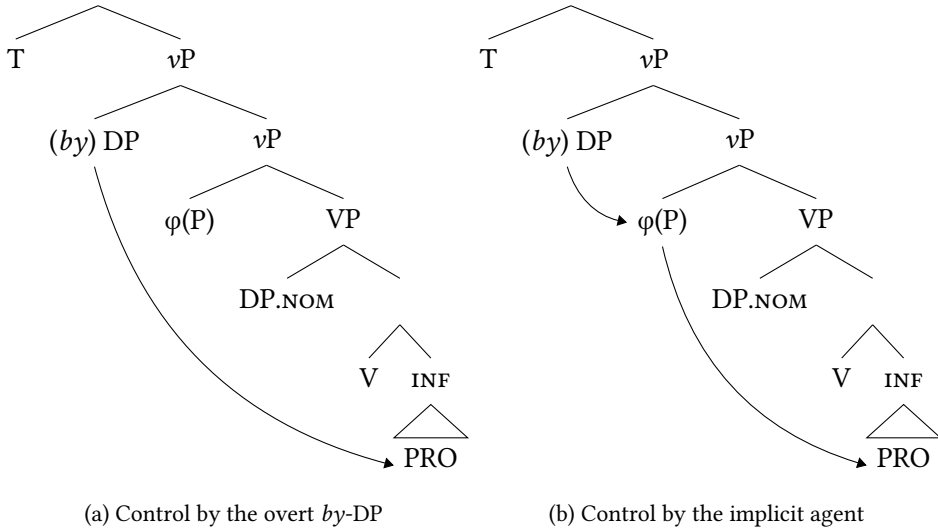 T vP T vP
(by) DP vP (by) DP vP
φ(P) VP φ(P) VP
DP.NOM DP.NOM
V INF V INF
PRO PRO
(a) Control by the overt by-DP
(b) Control by the implicit agent